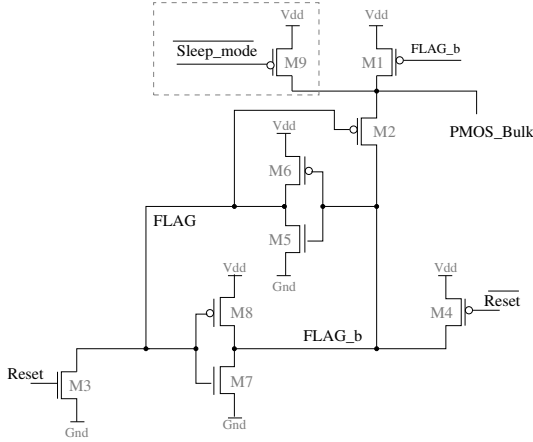 Vdd
Vdd
Sleep_mode
M9
M1
FLAG_b
M2
PMOS_Bulk
Vdd
M6
FLAG
M5
Gnd
Vdd
Vdd
M8
M4
Reset
FLAG_b
Reset
M3
M7
Gnd
Gnd